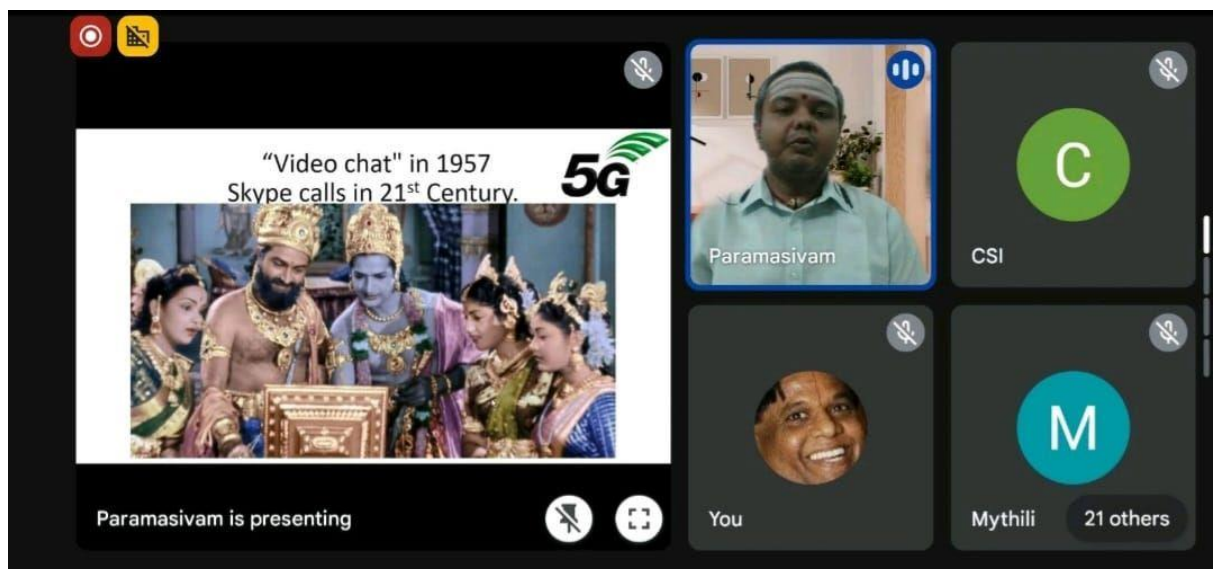 “Video chat" in 1957
Skype calls in 21st Century.
5G
Paramasivam is presenting
Paramasivam
C
CSI
You
M
Mythili
21 others